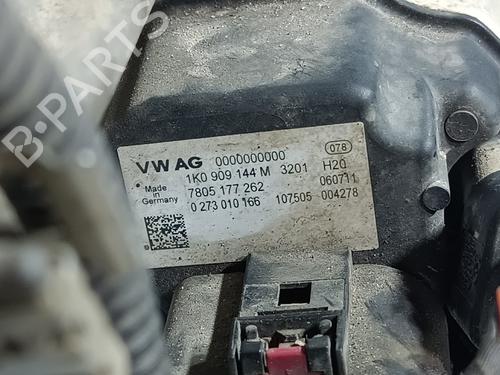 B-PARTS
VW AG 0000000000 078
1K0 909 144 M 3201 H20
Made in Germany 7805 177 262 060711
0 273 010 166 107505 004278